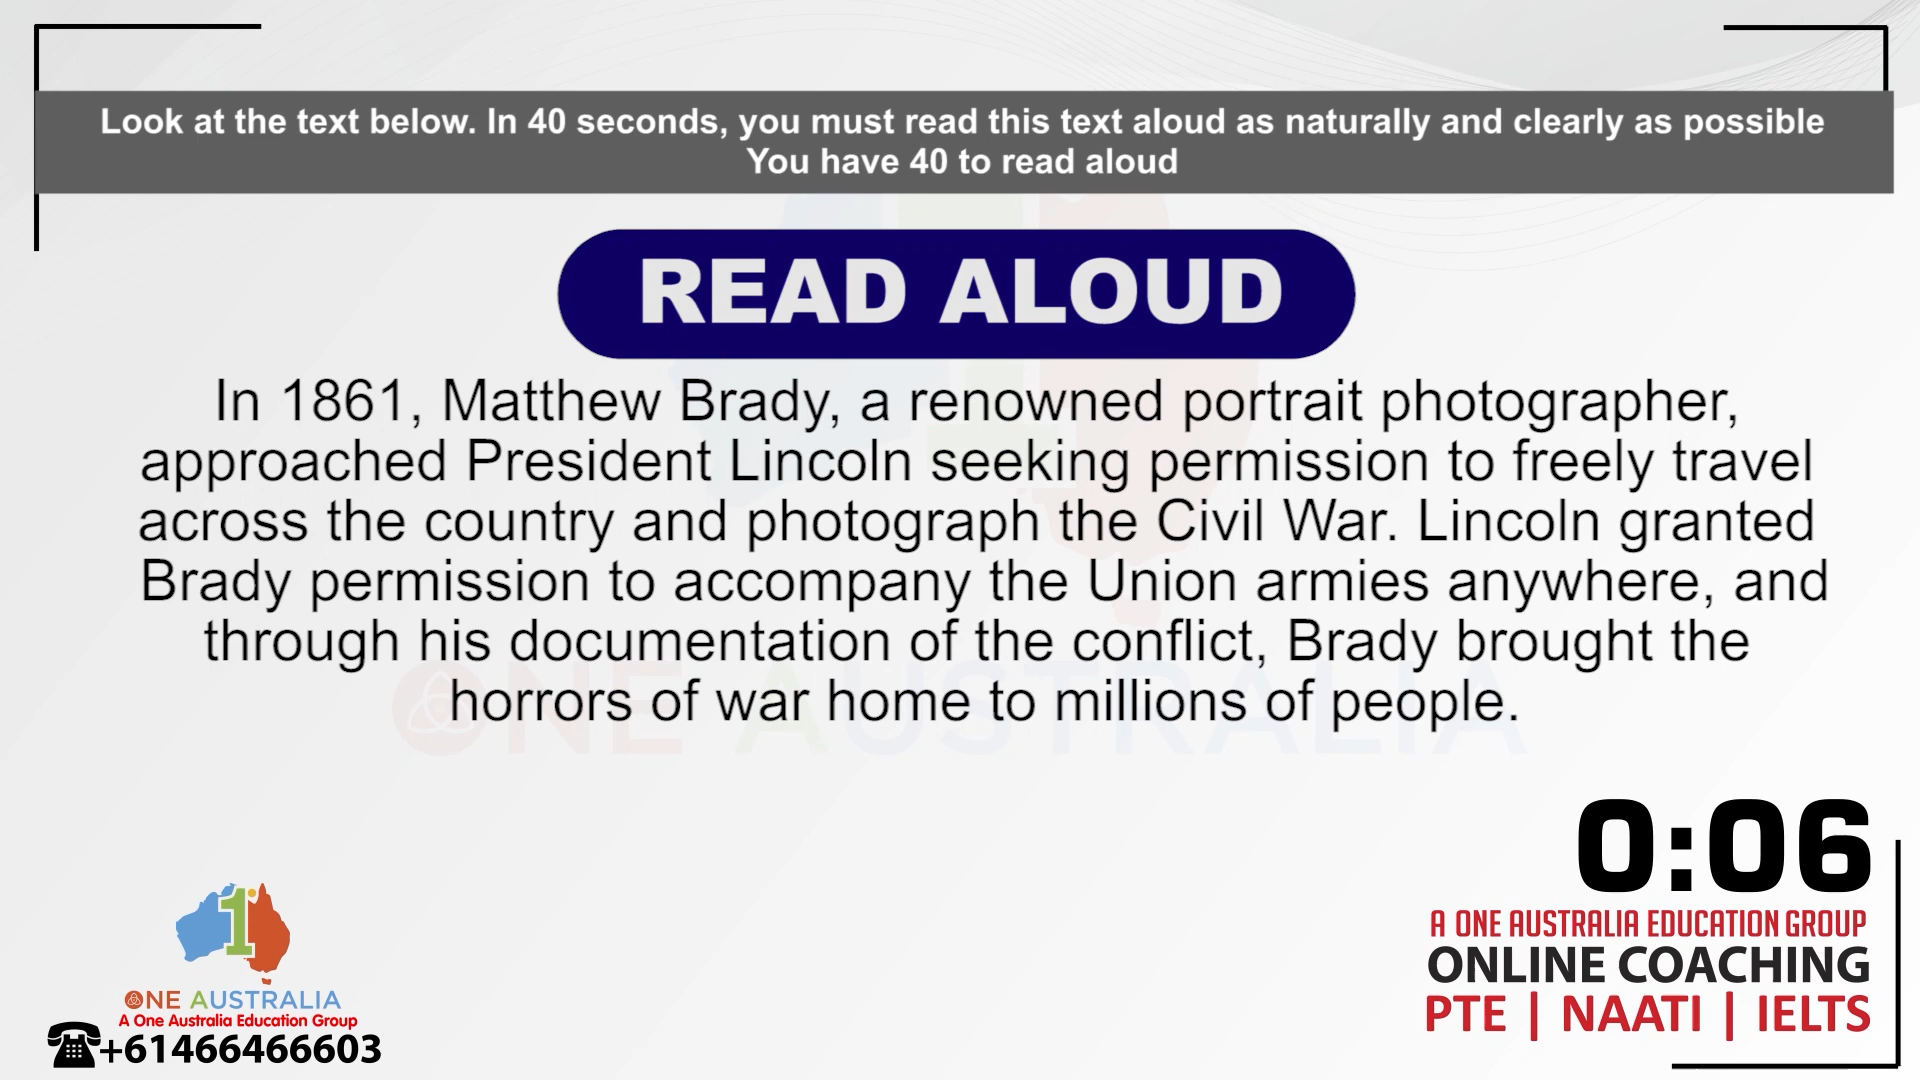 Look at the text below. In 40 seconds, you must read this text aloud as naturally and clearly as possible
You have 40 to read aloud
READ ALOUD
In 1861, Matthew Brady, a renowned portrait photographer,
approached President Lincoln seeking permission to freely travel
across the country and photograph the Civil War. Lincoln granted
Brady permission to accompany the Union armies anywhere, and
through his documentation of the conflict, Brady brought the
horrors of war home to millions of people.
ONE AUSTRALIA
0:06
A ONE AUSTRALIA EDUCATION GROUP
ONLINE COACHING
PTE | NAATI | IELTS
1
ONE AUSTRALIA
A One Australia Education Group
+61466466603